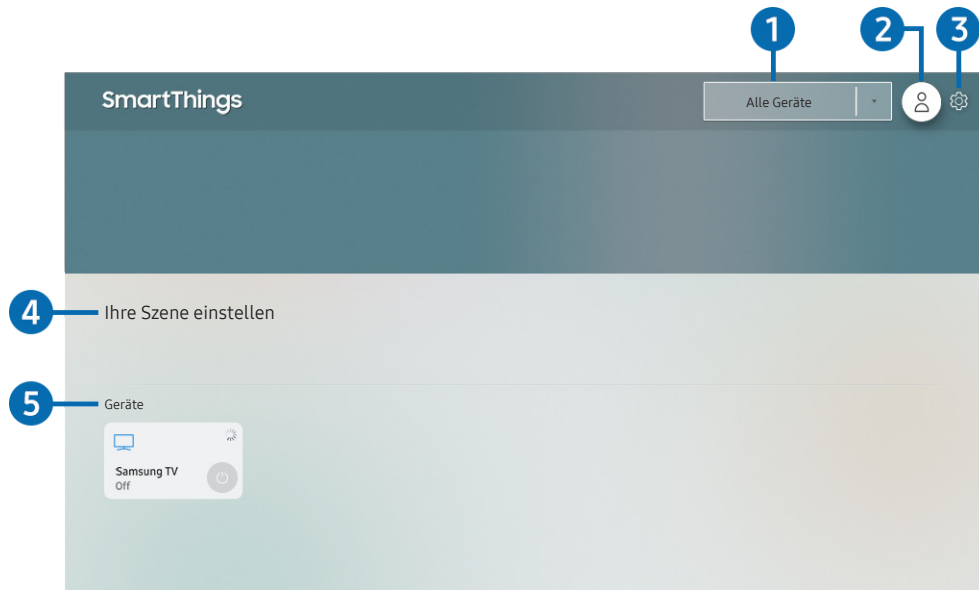 1 2 3
SmartThings
Alle Geräte
4 Ihre Szene einstellen
5 Geräte
Samsung TV
Off